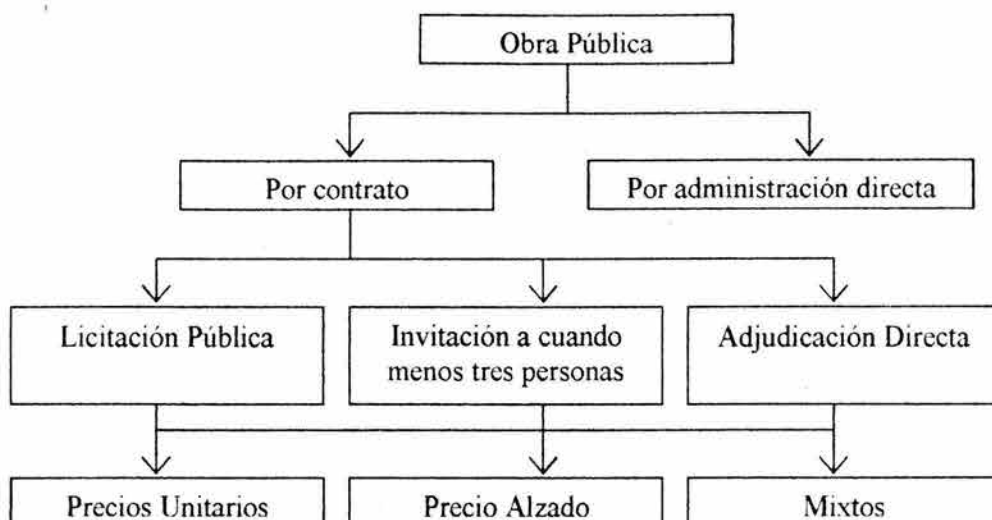 Obra Pública
Por contrato
Por administración directa
Licitación Pública
Invitación a cuando
menos tres personas
Adjudicación Directa
Precios Unitarios
Precio Alzado
Mixtos